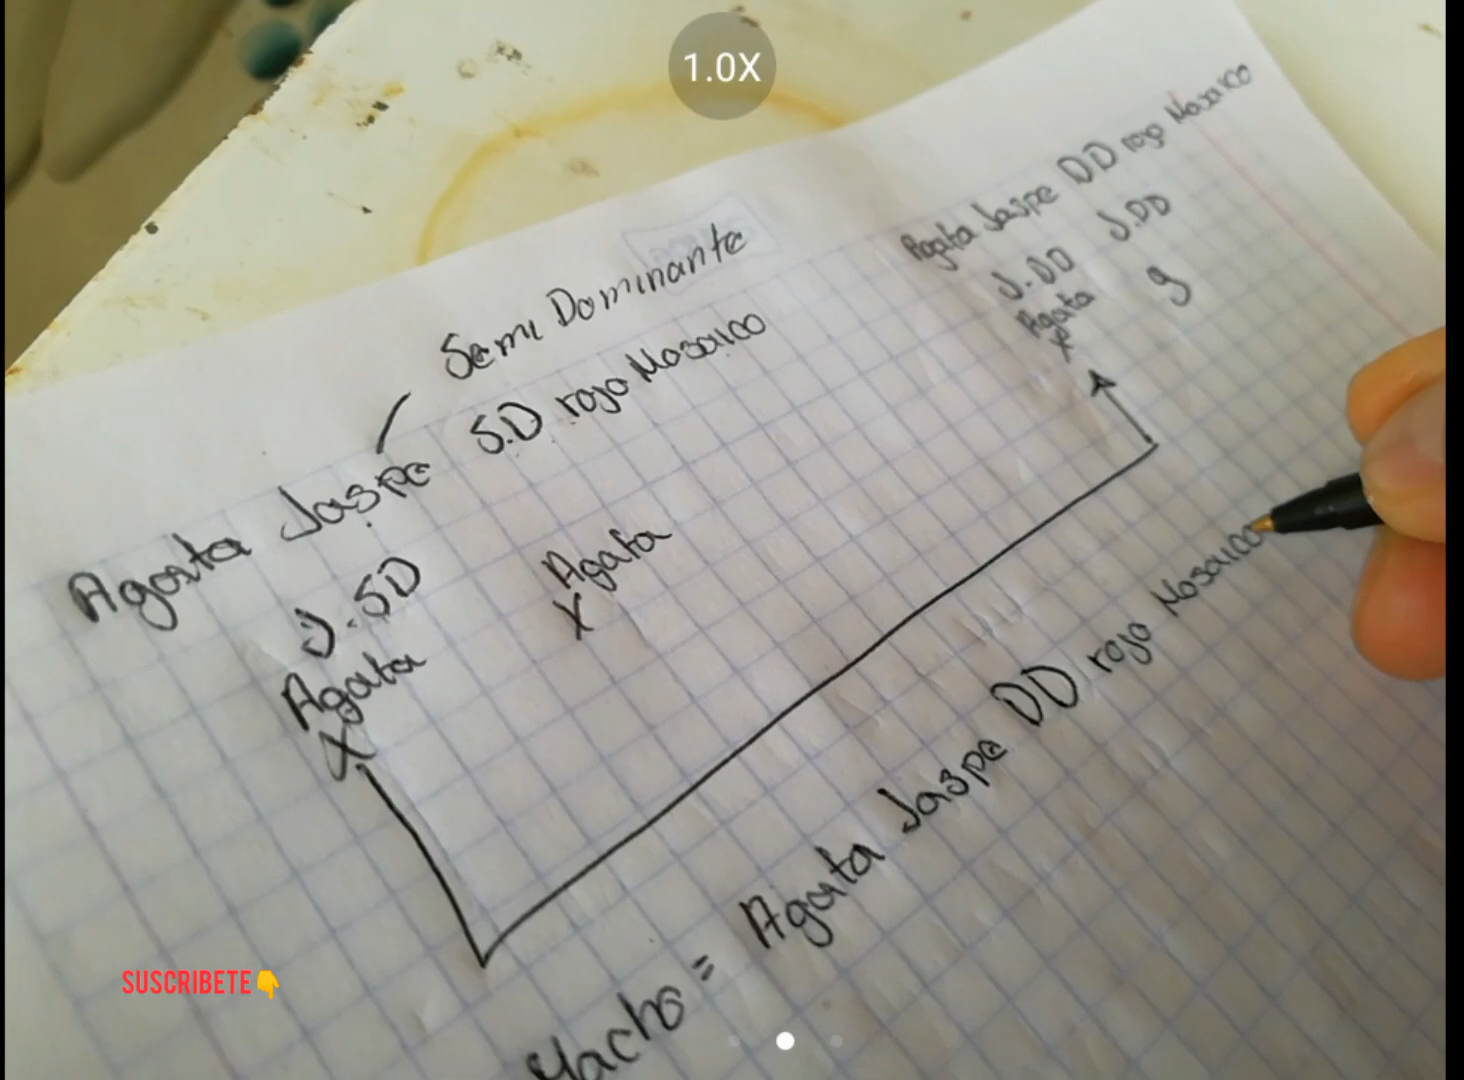 1.0X
Semi Dominante
Agata Jaspe S.D rojo Mosaico
J.SD
Agata
X
Agata
X
Agata Jaspe DD rojo Mosaico
J.DD J.DD
Agata
X
Macho = Agata Jaspe DD rojo Mosaico
SUSCRIBETE👇